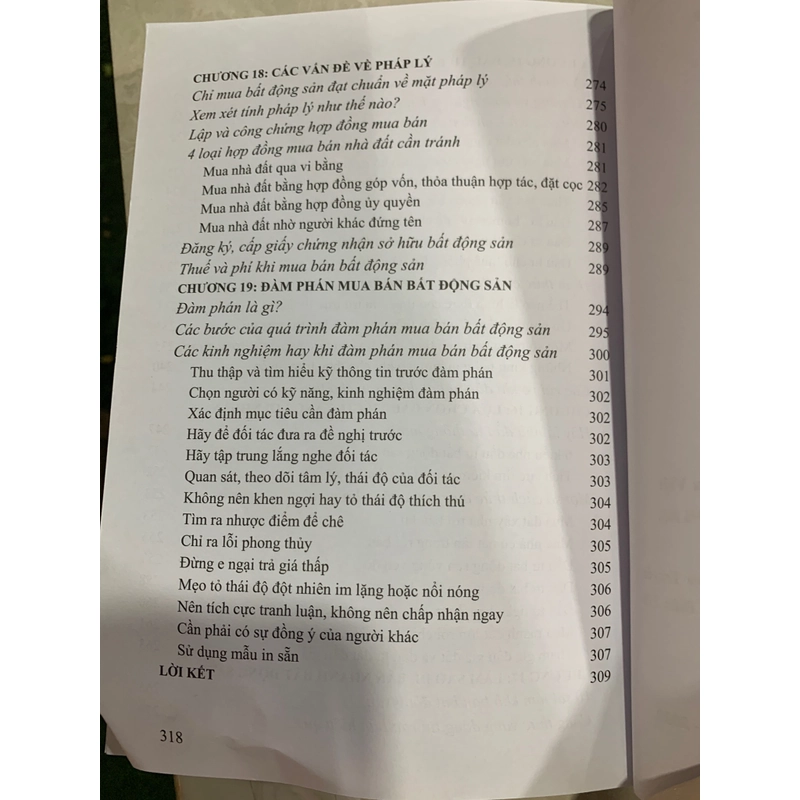 CHƯƠNG 18: CÁC VẤN ĐỀ VỀ PHÁP LÝ
Chỉ mua bất động sản đạt chuẩn về mặt pháp lý 274
Xem xét tính pháp lý như thế nào? 275
Lập và công chứng hợp đồng mua bán 280
4 loại hợp đồng mua bán nhà đất cần tránh 281
Mua nhà đất qua vi bằng 281
Mua nhà đất bằng hợp đồng góp vốn, thỏa thuận hợp tác, đặt cọc 282
Mua nhà đất bằng hợp đồng ủy quyền 285
Mua nhà đất nhờ người khác đứng tên 287
Đăng ký, cấp giấy chứng nhận sở hữu bất động sản 289
Thuế và phí khi mua bán bất động sản 289
CHƯƠNG 19: ĐÀM PHÁN MUA BÁN BẤT ĐỘNG SẢN
Đàm phán là gì? 294
Các bước của quá trình đàm phán mua bán bất động sản 295
Các kinh nghiệm hay khi đàm phán mua bán bất động sản 300
Thu thập và tìm hiểu kỹ thông tin trước đàm phán 301
Chọn người có kỹ năng, kinh nghiệm đàm phán 302
Xác định mục tiêu cần đàm phán 302
Hãy để đối tác đưa ra đề nghị trước 302
Hãy tập trung lắng nghe đối tác 303
Quan sát, theo dõi tâm lý, thái độ của đối tác 303
Không nên khen ngợi hay tỏ thái độ thích thú 304
Tìm ra nhược điểm để chê 304
Chỉ ra lỗi phong thủy 305
Đừng e ngại trả giá thấp 305
Mẹo tỏ thái độ đột nhiên im lặng hoặc nổi nóng 306
Nên tích cực tranh luận, không nên chấp nhận ngay 306
Cần phải có sự đồng ý của người khác 307
Sử dụng mẫu in sẵn 307
LỜI KẾT 309
318